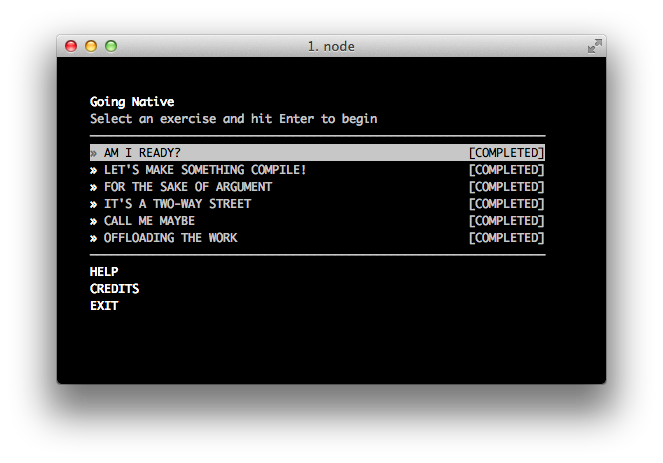 1. node
Going Native
Select an exercise and hit Enter to begin
» AM I READY? [COMPLETED]
» LET'S MAKE SOMETHING COMPILE! [COMPLETED]
» FOR THE SAKE OF ARGUMENT [COMPLETED]
» IT'S A TWO-WAY STREET [COMPLETED]
» CALL ME MAYBE [COMPLETED]
» OFFLOADING THE WORK [COMPLETED]
HELP
CREDITS
EXIT